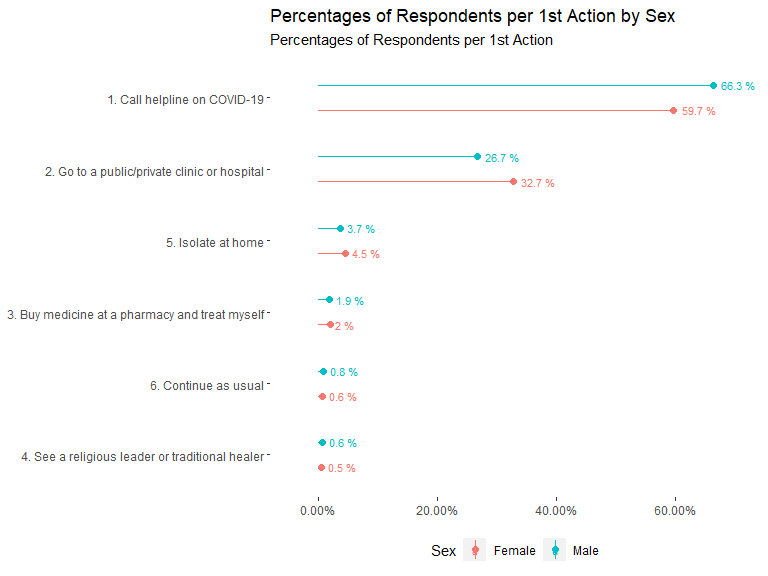 Percentages of Respondents per 1st Action by Sex
Percentages of Respondents per 1st Action
1. Call helpline on COVID-19
66.3 %
59.7 %
2. Go to a public/private clinic or hospital
26.7 %
32.7 %
5. Isolate at home
3.7 %
4.5 %
3. Buy medicine at a pharmacy and treat myself
1.9 %
2 %
6. Continue as usual
0.8 %
0.6 %
4. See a religious leader or traditional healer
0.6 %
0.5 %
0.00% 20.00% 40.00% 60.00%
Sex Female Male